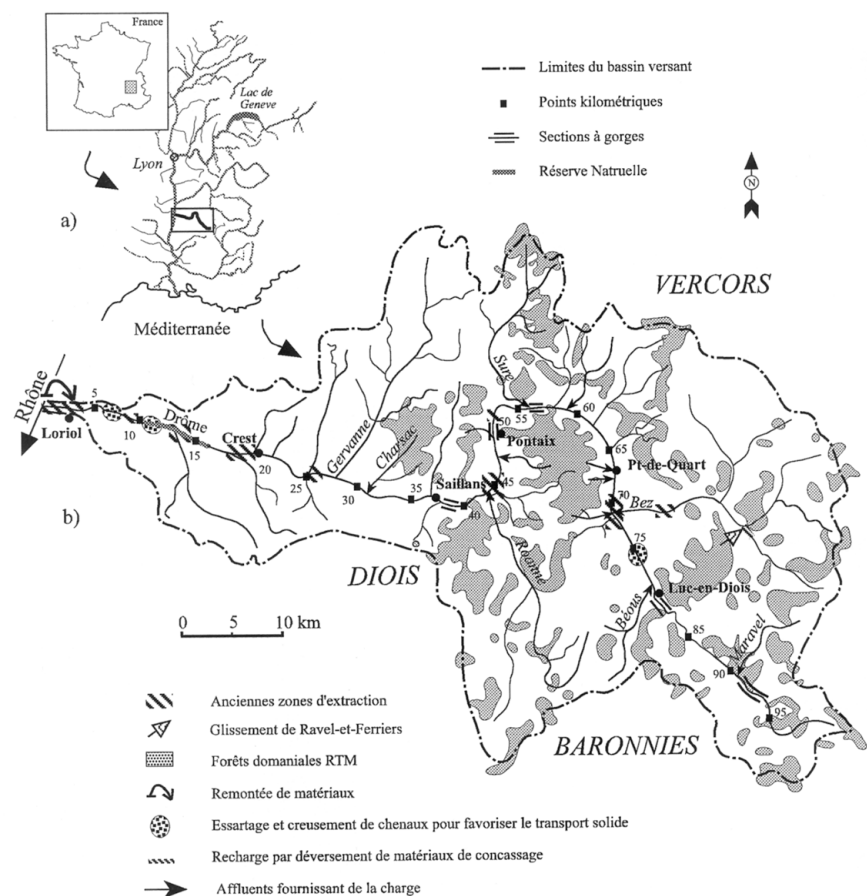 France
Lac de
Geneve
Lyon
a)
Méditerranée
Limites du bassin versant
Points kilométriques
Sections à gorges
Réserve Natruelle
N
VERCORS
Rhône
5
Loriol
10
Drôme
15
Crest
20
Gervanne
25
Charsac
30
35
Saillans
40
45
Sure
50
Pontaix
55
60
65
Pt-de-Quart
70
Bez
75
b)
DIOIS
Roanne
Béous
Luc-en-Diois
85
Maravel
90
95
BARONNIES
0 5 10 km
Anciennes zones d'extraction
Glissement de Ravel-et-Ferriers
Forêts domaniales RTM
Remontée de matériaux
Essartage et creusement de chenaux pour favoriser le transport solide
Recharge par déversement de matériaux de concassage
Affluents fournissant de la charge